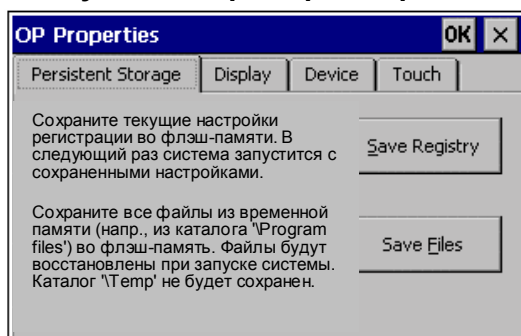 OP Properties OK ×
Persistent Storage Display Device Touch
Сохраните текущие настройки
регистрации во флэш-памяти. В
следующий раз система запустится с
сохраненными настройками.
Save Registry
Сохраните все файлы из временной
памяти (напр., из каталога '\Program
files') во флэш-память. Файлы будут
восстановлены при запуске системы.
Каталог '\Temp' не будет сохранен.
Save Files